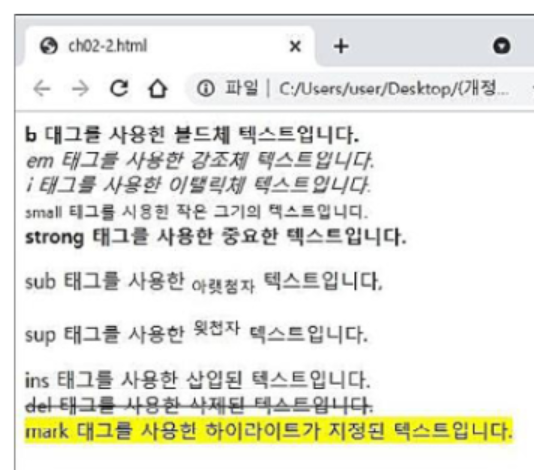 ch02-2.html
파일 | C:/Users/user/Desktop/(개정...
b 태그를 사용한 볼드체 텍스트입니다.
em 태그를 사용한 강조체 텍스트입니다.
i 태그를 사용한 이탤릭체 텍스트입니다.
small 태그를 사용한 작은 크기의 텍스트입니다.
strong 태그를 사용한 중요한 텍스트입니다.
sub 태그를 사용한 아랫첨자 텍스트입니다.
sup 태그를 사용한 윗첨자 텍스트입니다.
ins 태그를 사용한 삽입된 텍스트입니다.
del 태그를 사용한 삭제된 텍스트입니다.
mark 태그를 사용한 하이라이트가 지정된 텍스트입니다.